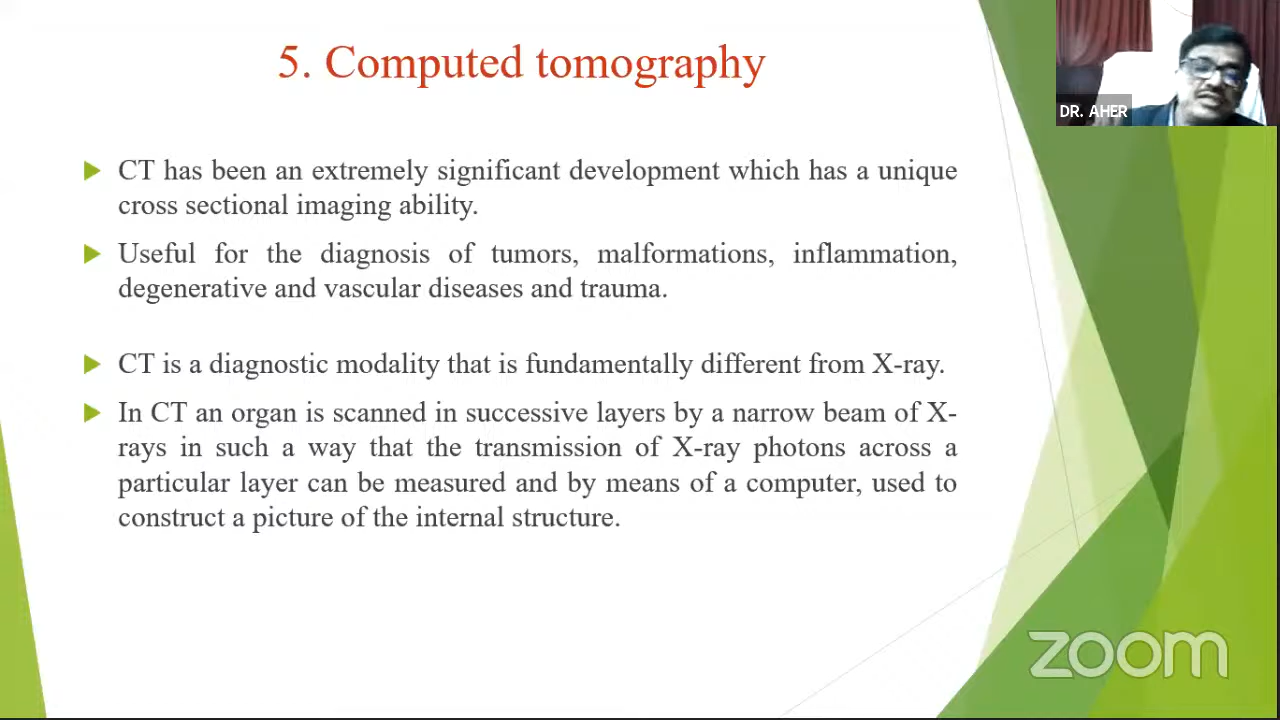 5. Computed tomography
DR. AHER
CT has been an extremely significant development which has a unique
cross sectional imaging ability.
Useful for the diagnosis of tumors, malformations, inflammation,
degenerative and vascular diseases and trauma.
CT is a diagnostic modality that is fundamentally different from X-ray.
In CT an organ is scanned in successive layers by a narrow beam of X-
rays in such a way that the transmission of X-ray photons across a
particular layer can be measured and by means of a computer, used to
construct a picture of the internal structure.
zoom